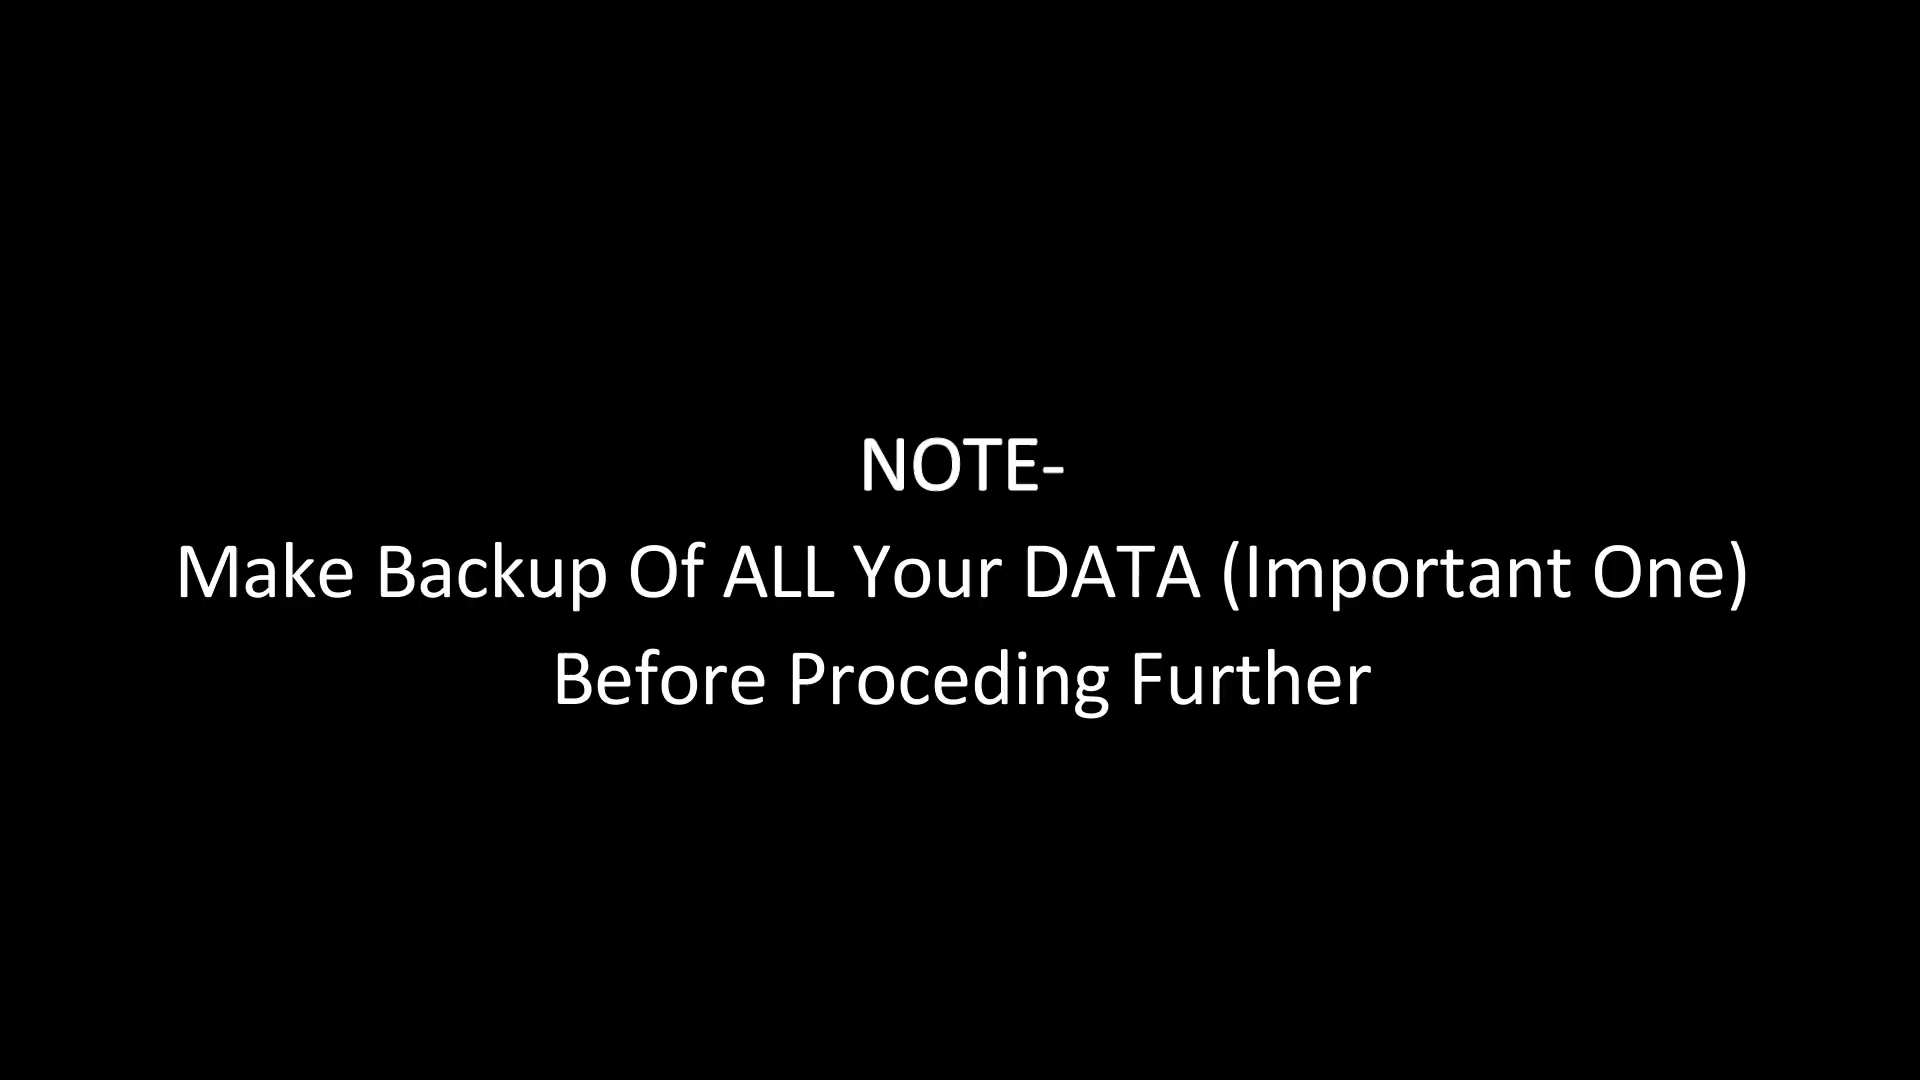 NOTE-
Make Backup Of ALL Your DATA (Important One)
Before Proceding Further